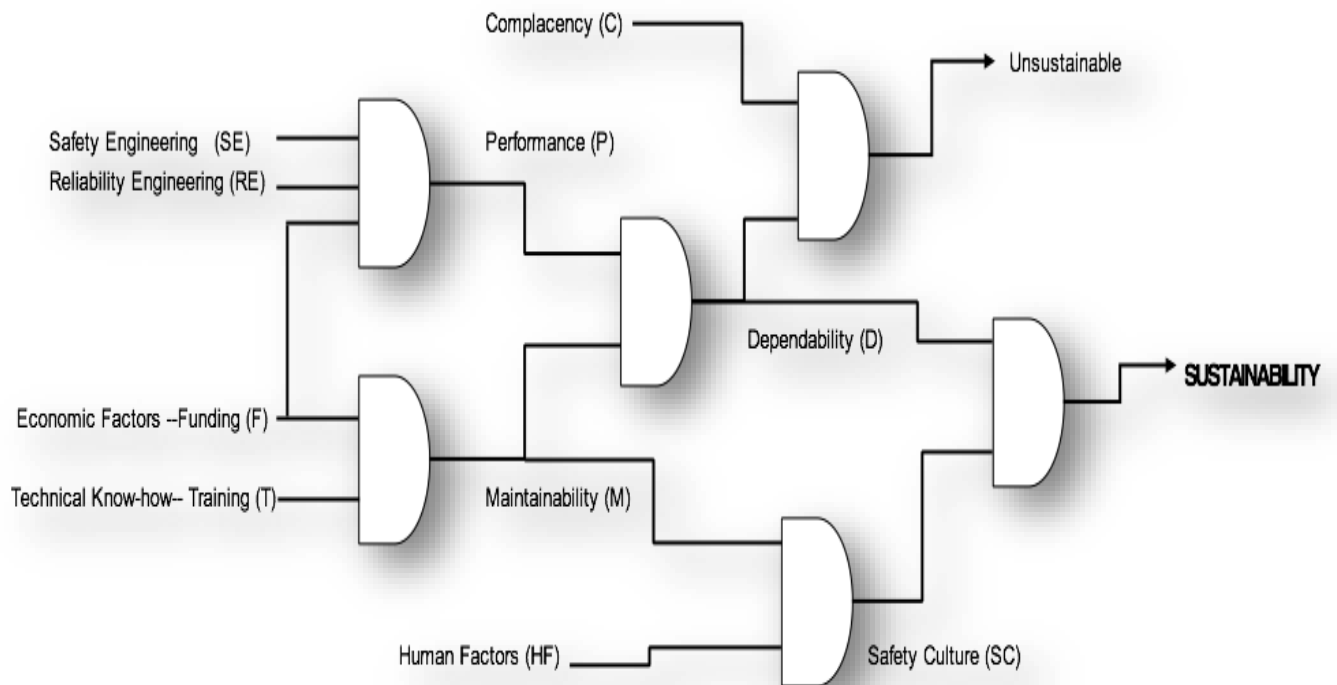 Complacency (C)
Unsustainable
Safety Engineering (SE)
Performance (P)
Reliability Engineering (RE)
Dependability (D)
SUSTAINABILITY
Economic Factors --Funding (F)
Technical Know-how-- Training (T)
Maintainability (M)
Human Factors (HF)
Safety Culture (SC)